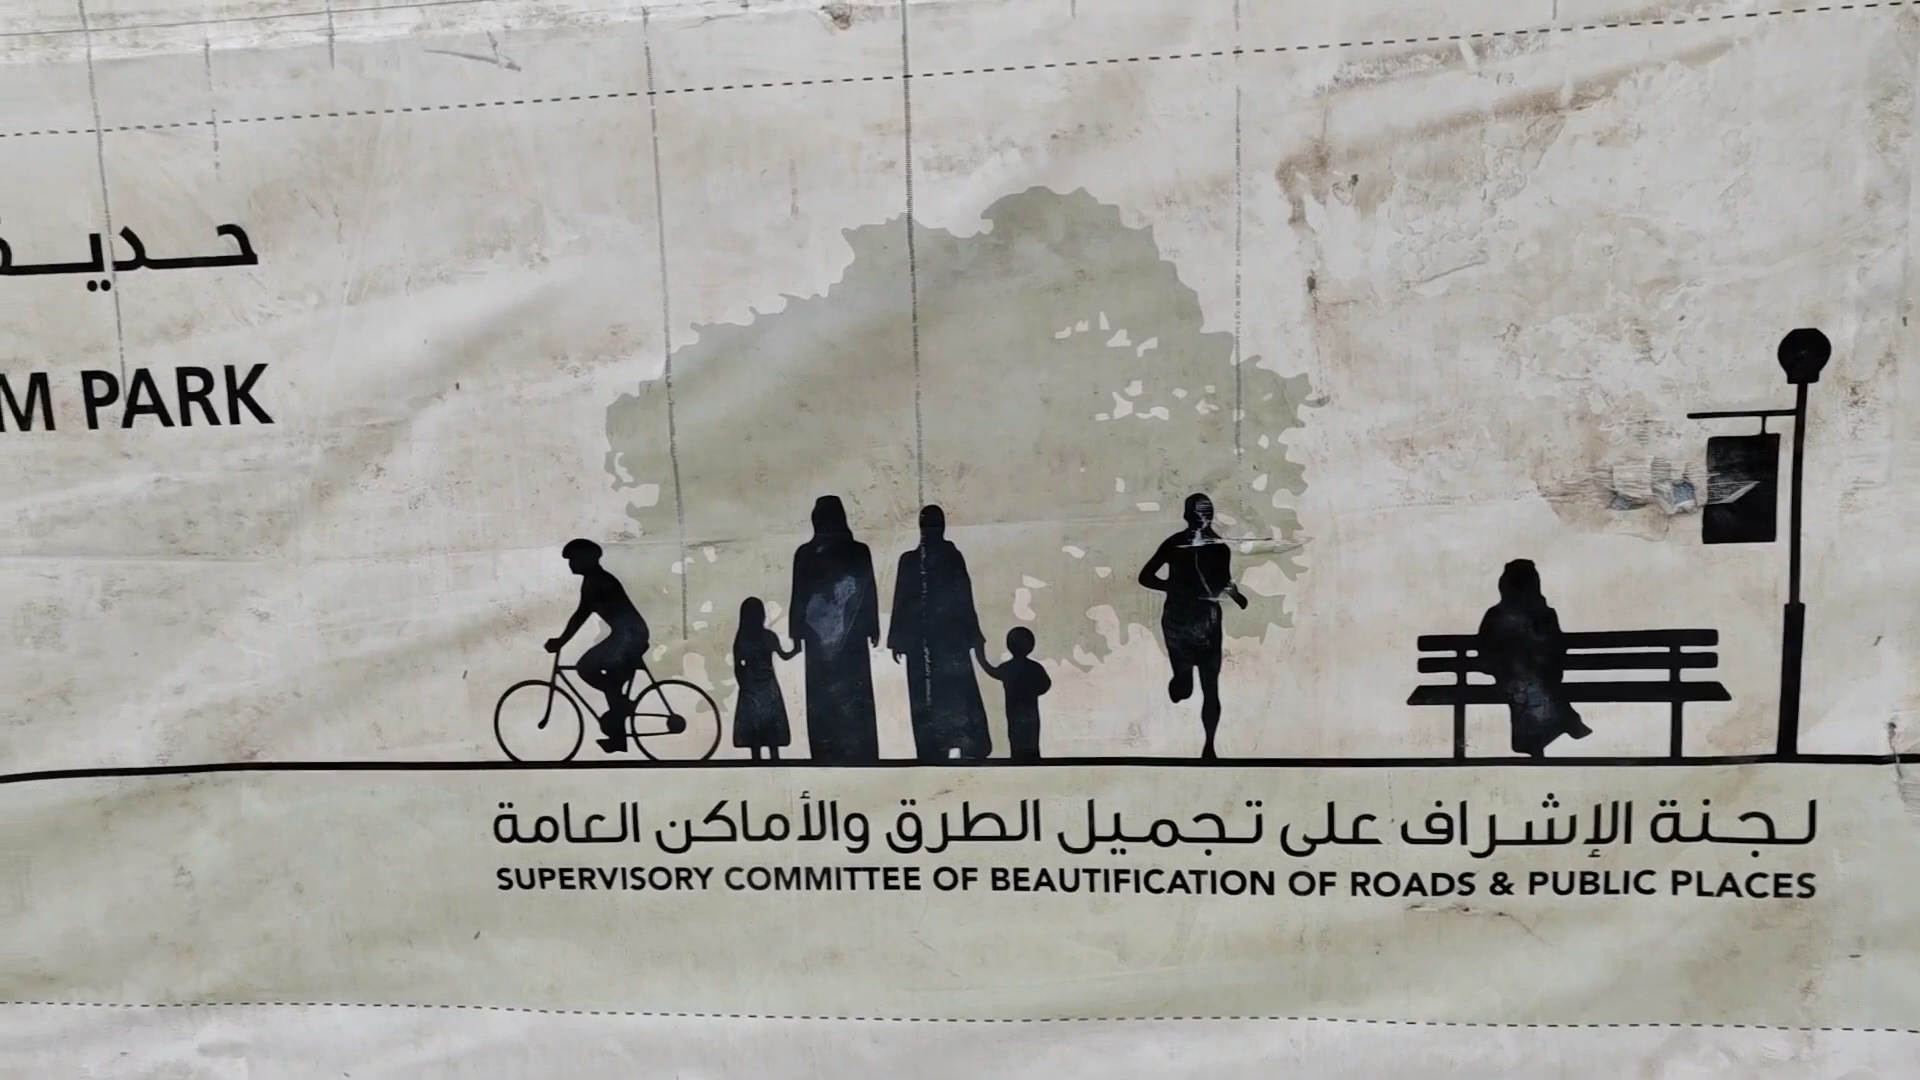 M PARK
لجنة الإشراف على تجميل الطرق والأماكن العامة
SUPERVISORY COMMITTEE OF BEAUTIFICATION OF ROADS & PUBLIC PLACES